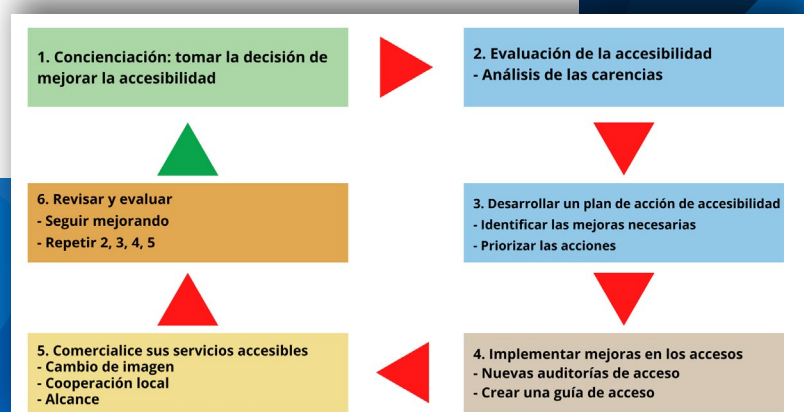 1. Concienciación: tomar la decisión de
mejorar la accesibilidad
2. Evaluación de la accesibilidad
- Análisis de las carencias
3. Desarrollar un plan de acción de accesibilidad
- Identificar las mejoras necesarias
- Priorizar las acciones
4. Implementar mejoras en los accesos
- Nuevas auditorías de acceso
- Crear una guía de acceso
5. Comercialice sus servicios accesibles
- Cambio de imagen
- Cooperación local
- Alcance
6. Revisar y evaluar
- Seguir mejorando
- Repetir 2, 3, 4, 5